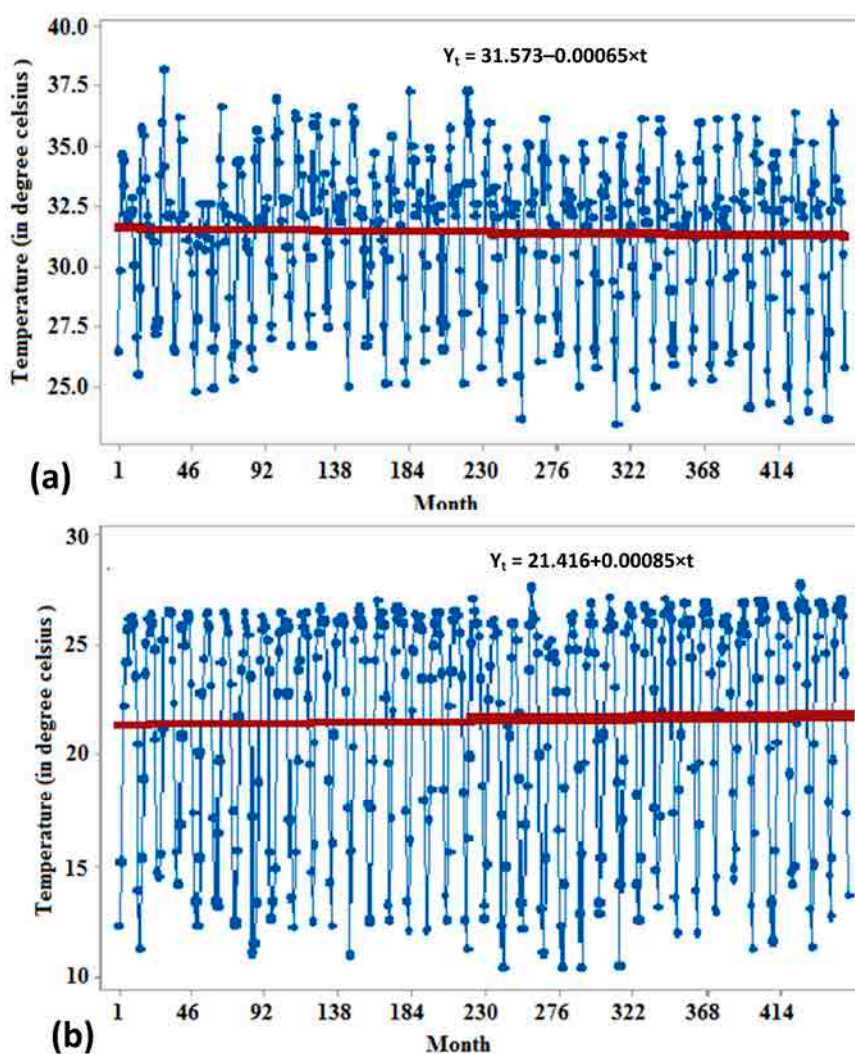 Temperature (in degree celsius )
40.0
37.5
35.0
32.5
30.0
27.5
25.0
Yₜ = 31.573–0.00065×t
1 46 92 138 184 230 276 322 368 414
(a)
Month
Temperature (in degree celsius )
30
25
20
15
10
Yₜ = 21.416+0.00085×t
1 46 92 138 184 230 276 322 368 414
(b)
Month